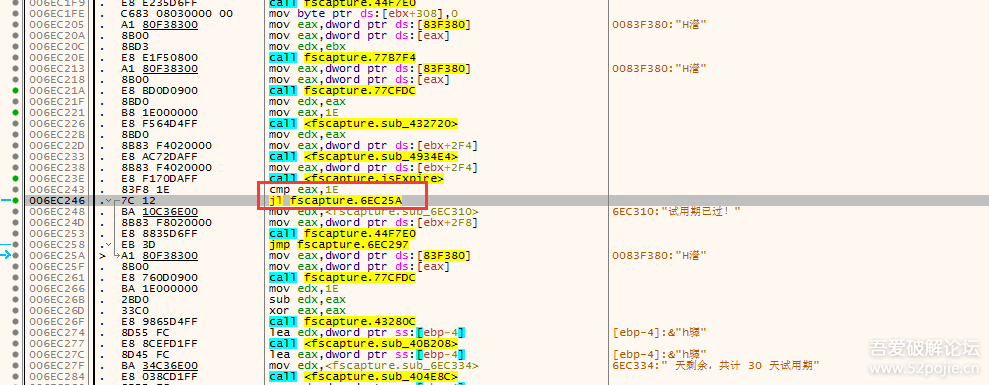 006EC1F9 . E8 E235D6FF call fscapture.44F7E0
006EC1FE . C683 08030000 00 mov byte ptr ds:[ebx+308],0
006EC205 . A1 80F38300 mov eax,dword ptr ds:[83F380] 0083F380:"H潜"
006EC20A . 8B00 mov eax,dword ptr ds:[eax]
006EC20C . 8BD3 mov edx,ebx
006EC20E . E8 E1F50800 call fscapture.77B7F4
006EC213 . A1 80F38300 mov eax,dword ptr ds:[83F380] 0083F380:"H潜"
006EC218 . 8B00 mov eax,dword ptr ds:[eax]
006EC21A . E8 BD0D0900 call fscapture.77CFDC
006EC21F . 8BD0 mov edx,eax
006EC221 . B8 1E000000 mov eax,1E
006EC226 . E8 F564D4FF call <fscapture.sub_432720>
006EC22B . 8BD0 mov edx,eax
006EC22D . 8B83 F4020000 mov eax,dword ptr ds:[ebx+2F4]
006EC233 . E8 AC72DAFF call <fscapture.sub_4934E4>
006EC238 . 8B83 F4020000 mov eax,dword ptr ds:[ebx+2F4]
006EC23E . E8 F170DAFF call <fscapture.isExpire>
006EC243 . 83F8 1E cmp eax,1E
006EC246 . 7C 12 jl fscapture.6EC25A
006EC248 . BA 10C36E00 mov edx,<fscapture.sub_6EC310> 6EC310:"试用期已过！"
006EC24D . 8B83 F8020000 mov eax,dword ptr ds:[ebx+2F8]
006EC253 . E8 8835D6FF call fscapture.44F7E0
006EC258 . EB 3D jmp fscapture.6EC297
006EC25A > A1 80F38300 mov eax,dword ptr ds:[83F380] 0083F380:"H潜"
006EC25F . 8B00 mov eax,dword ptr ds:[eax]
006EC261 . E8 760D0900 call fscapture.77CFDC
006EC266 . BA 1E000000 mov edx,1E
006EC26B . 2BD0 sub edx,eax
006EC26D . 33C0 xor eax,eax
006EC26F . E8 9865D4FF call fscapture.43280C
006EC274 . 8D55 FC lea edx,dword ptr ss:[ebp-4] [ebp-4]:&"h骣"
006EC277 . E8 8CEFD1FF call <fscapture.sub_40B208>
006EC27C . 8D45 FC lea eax,dword ptr ss:[ebp-4] [ebp-4]:&"h骣"
006EC27F . BA 34C36E00 mov edx,<fscapture.sub_6EC334> 6EC334:" 天剩余，共计 30 天试用期"
006EC284 . E8 038CD1FF call <fscapture.sub_404E8C>
吾爱破解论坛
www.52pojie.cn